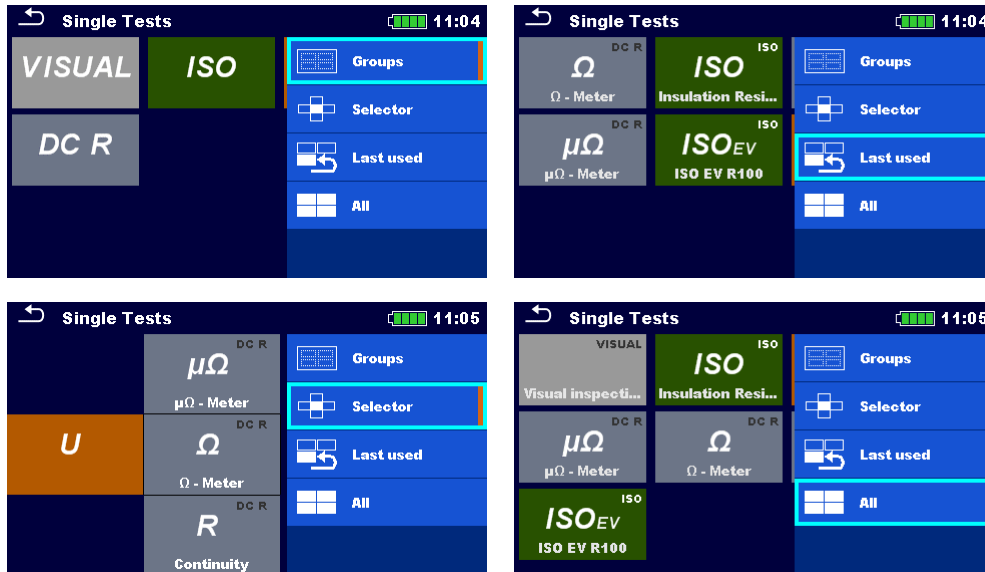 Single Tests 11:04
VISUAL ISO
DC R
Groups
Selector
Last used
All
Single Tests 11:04
DC R
Ω
Ω - Meter
ISO
ISO
Insulation Resi...
DC R
μΩ
μΩ - Meter
ISO
ISOEV
ISO EV R100
Groups
Selector
Last used
All
Single Tests 11:05
DC R
μΩ
μΩ - Meter
U
DC R
Ω
Ω - Meter
DC R
R
Continuity
Groups
Selector
Last used
All
Single Tests 11:05
VISUAL
Visual inspecti...
ISO
ISO
Insulation Resi...
DC R
μΩ
μΩ - Meter
DC R
Ω
Ω - Meter
ISO
ISOEV
ISO EV R100
Groups
Selector
Last used
All